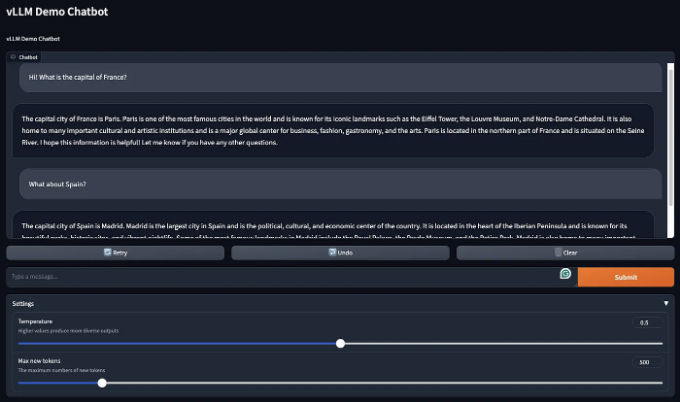 vLLM Demo Chatbot
vLLM Demo Chatbot
Chatbot
Hi! What is the capital of France?
The capital city of France is Paris. Paris is one of the most famous cities in the world and is known for its iconic landmarks such as the Eiffel Tower, the Louvre Museum, and Notre-Dame Cathedral. It is also
home to many important cultural and artistic institutions and is a major global center for business, fashion, gastronomy, and the arts. Paris is located in the northern part of France and is situated on the Seine
River. I hope this information is helpful! Let me know if you have any other questions.
What about Spain?
The capital city of Spain is Madrid. Madrid is the largest city in Spain and is the political, cultural, and economic center of the country. It is located in the heart of the Iberian Peninsula and is known for its
Retry
Undo
Clear
Type a message...
Submit
Settings
Temperature
0.5
Higher values produce more diverse outputs
Max new tokens
500
The maximum numbers of new tokens